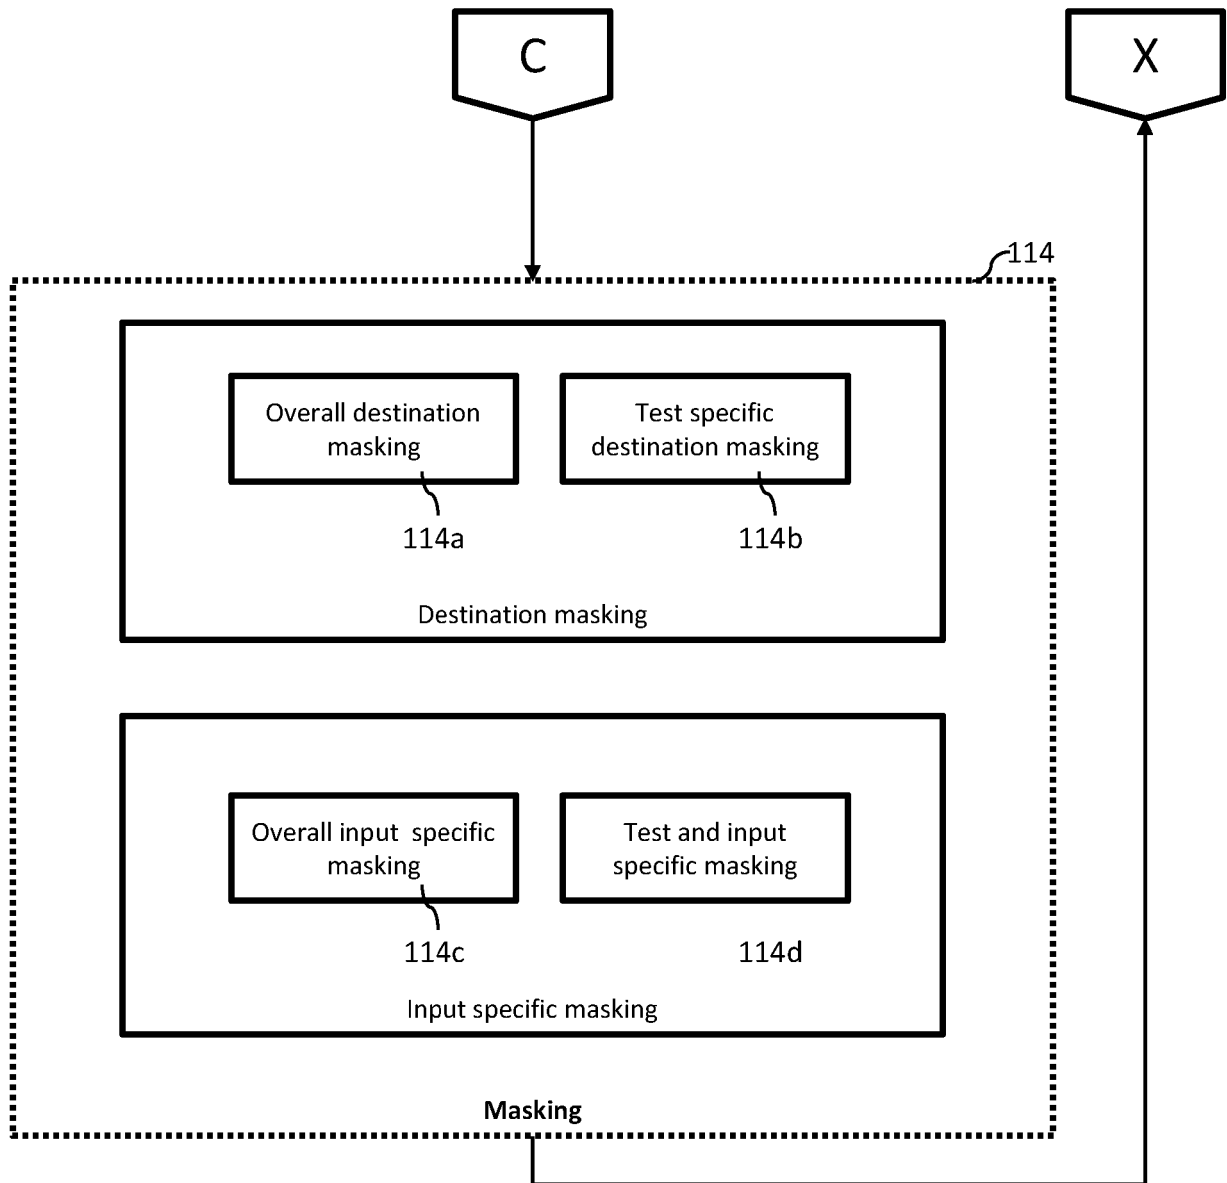 C
X
114
Overall destination
masking
Test specific
destination masking
114a
114b
Destination masking
Overall input  specific
masking
Test and input
specific masking
114c
114d
Input specific masking
Masking